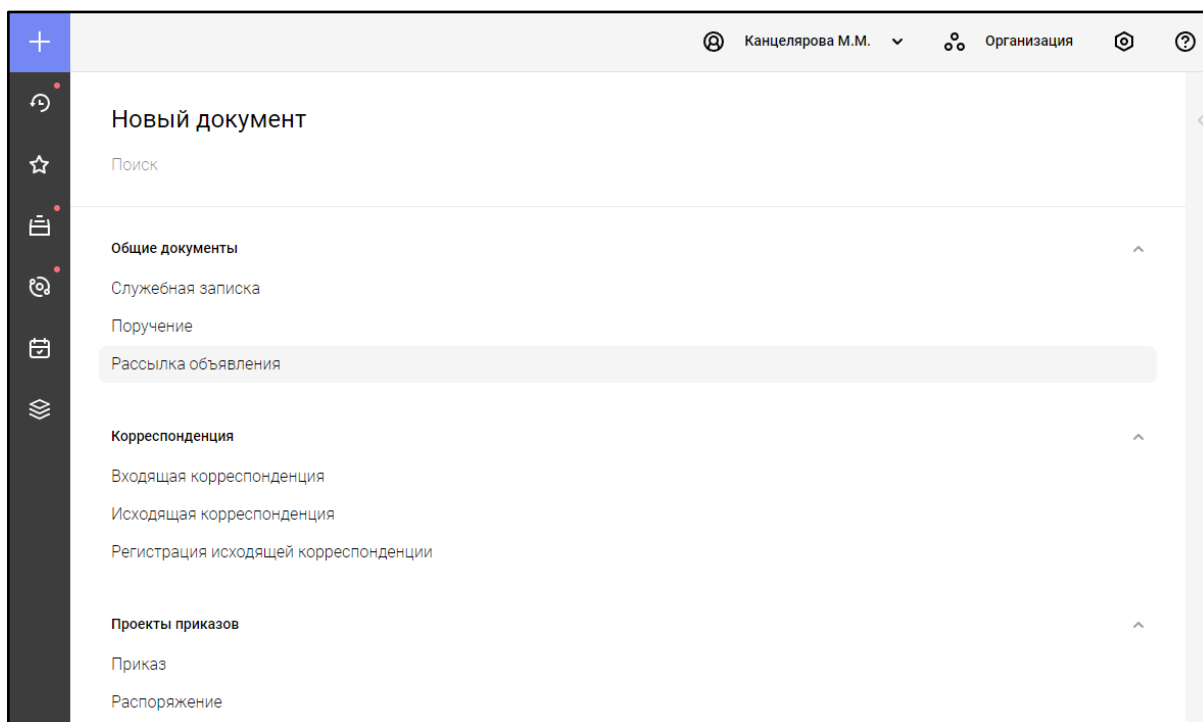 Канцелярова М.М.
Организация
Новый документ
Поиск
Общие документы
Служебная записка
Поручение
Рассылка объявления
Корреспонденция
Входящая корреспонденция
Исходящая корреспонденция
Регистрация исходящей корреспонденции
Проекты приказов
Приказ
Распоряжение